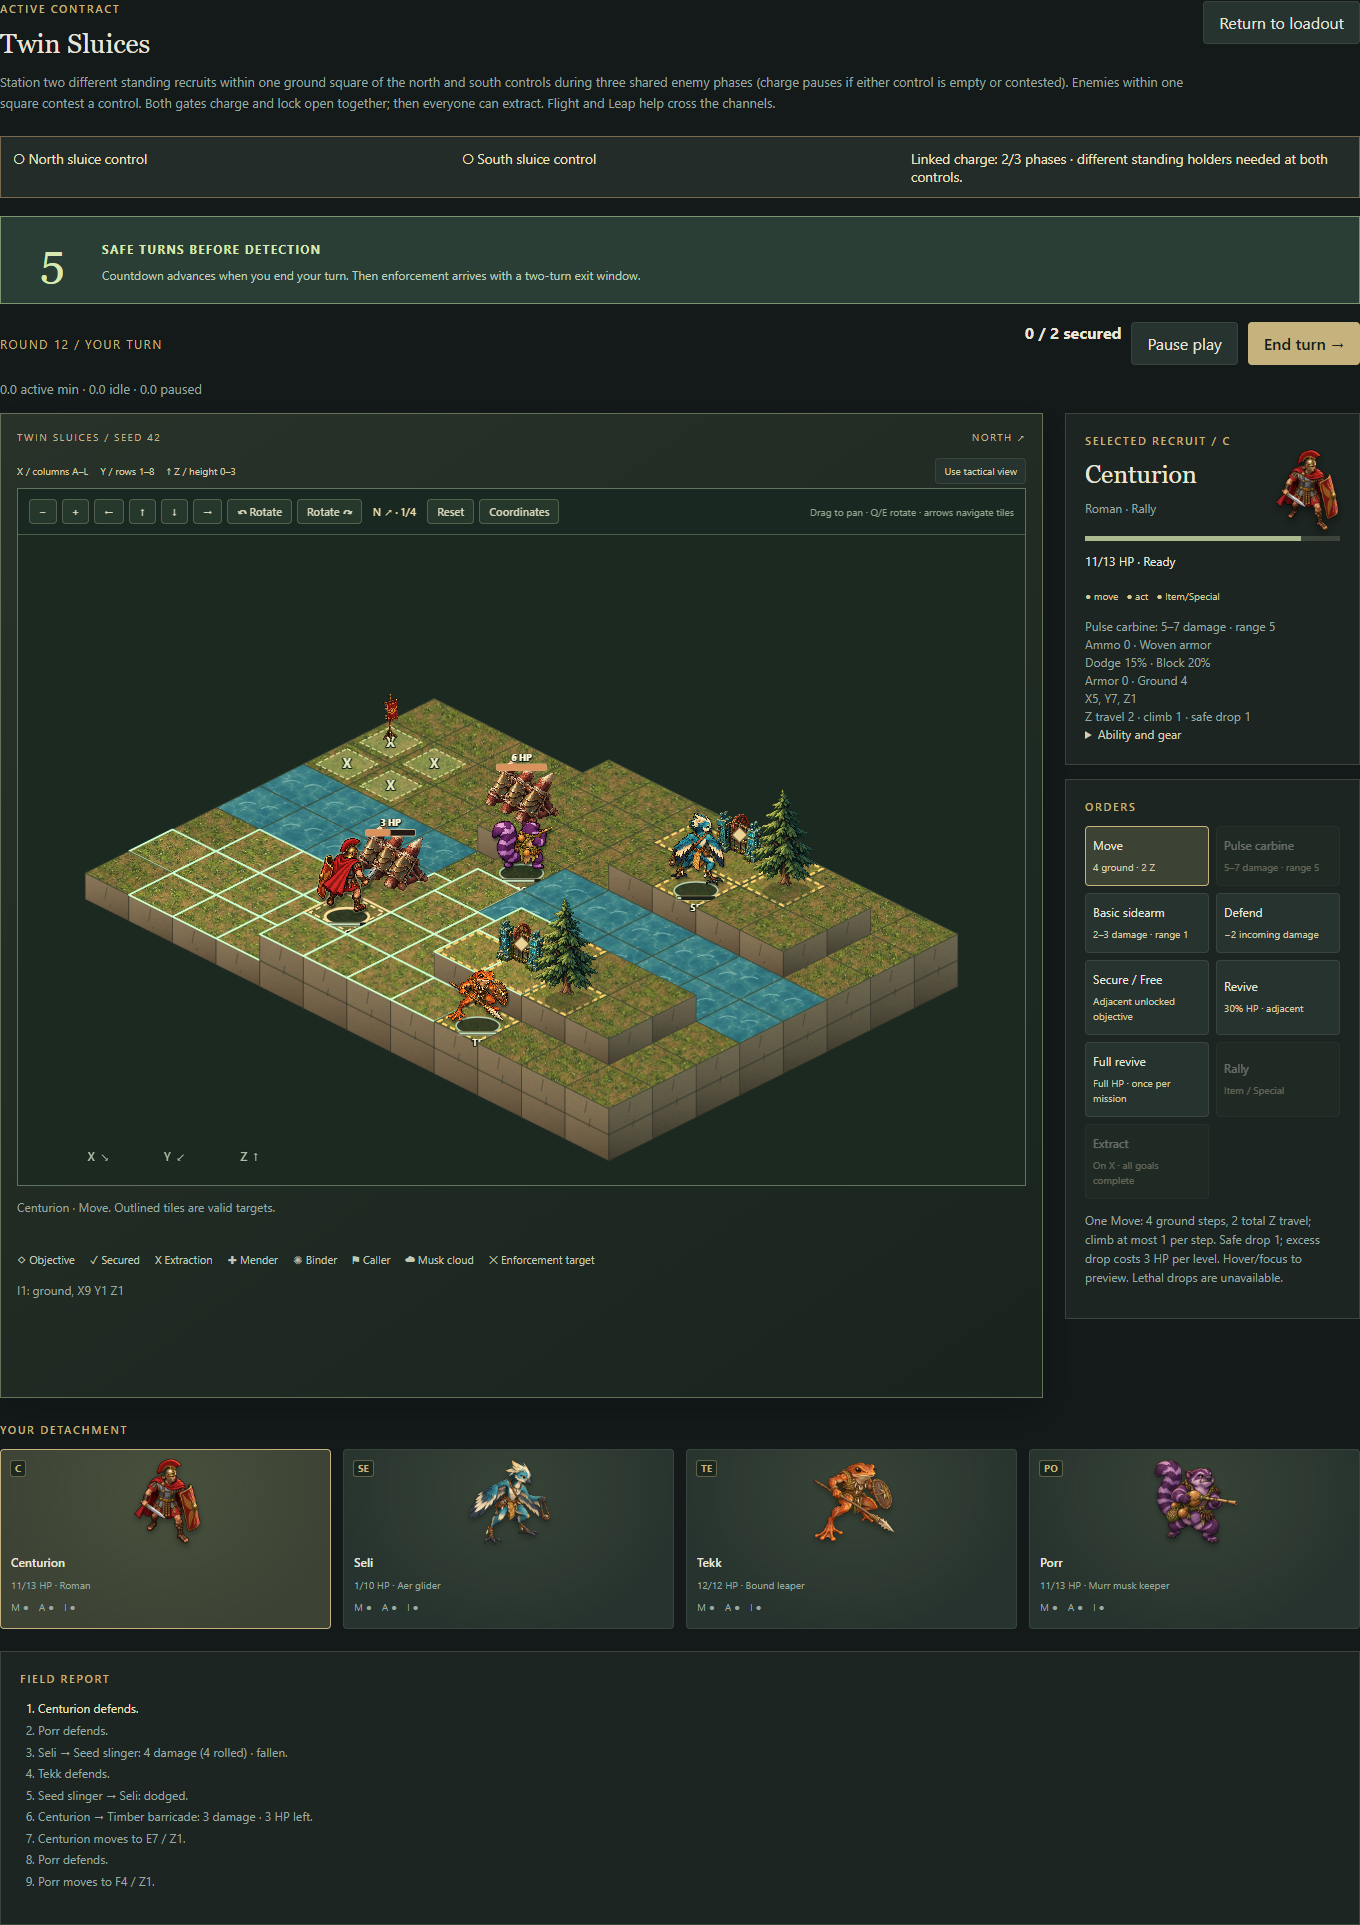 ACTIVE CONTRACT
Return to loadout
Twin Sluices
Station two different standing recruits within one ground square of the north and south controls during three shared enemy phases (charge pauses if either control is empty or contested). Enemies within one
square contest a control. Both gates charge and lock open together; then everyone can extract. Flight and Leap help cross the channels.
○ North sluice control
○ South sluice control
Linked charge: 2/3 phases · different standing holders needed at both
controls.
5
SAFE TURNS BEFORE DETECTION
Countdown advances when you end your turn. Then enforcement arrives with a two-turn exit window.
ROUND 12 / YOUR TURN
0 / 2 secured
Pause play
End turn →
0.0 active min · 0.0 idle · 0.0 paused
TWIN SLUICES / SEED 42
NORTH ↗
X / columns A–L Y / rows 1–8 ↑ Z / height 0–3
Use tactical view
− + ← ↑ ↓ → ↶ Rotate Rotate ↷ N ↗ · 1/4 Reset Coordinates
Drag to pan · Q/E rotate · arrows navigate tiles
X
X
X
X
6 HP
3 HP
X ↘ Y ↙ Z ↑
Centurion · Move. Outlined tiles are valid targets.
◇ Objective ✓ Secured X Extraction ✚ Mender ✺ Binder ⚑ Caller ☁ Musk cloud ✕ Enforcement target
I1: ground, X9 Y1 Z1
SELECTED RECRUIT / C
Centurion
Roman · Rally
11/13 HP · Ready
● move ● act ● Item/Special
Pulse carbine: 5–7 damage · range 5
Ammo 0 · Woven armor
Dodge 15% · Block 20%
Armor 0 · Ground 4
X5, Y7, Z1
Z travel 2 · climb 1 · safe drop 1
▶ Ability and gear
ORDERS
Move
4 ground · 2 Z
Pulse carbine
5–7 damage · range 5
Basic sidearm
2–3 damage · range 1
Defend
−2 incoming damage
Secure / Free
Adjacent unlocked
objective
Revive
30% HP · adjacent
Full revive
Full HP · once per
mission
Rally
Item / Special
Extract
On X · all goals
complete
One Move: 4 ground steps, 2 total Z travel;
climb at most 1 per step. Safe drop 1; excess
drop costs 3 HP per level. Hover/focus to
preview. Lethal drops are unavailable.
YOUR DETACHMENT
C
Centurion
11/13 HP · Roman
M ● A ● I ●
SE
Seli
1/10 HP · Aer glider
M ● A ● I ●
TE
Tekk
12/12 HP · Bound leaper
M ● A ● I ●
PO
Porr
11/13 HP · Murr musk keeper
M ● A ● I ●
FIELD REPORT
1. Centurion defends.
2. Porr defends.
3. Seli → Seed slinger: 4 damage (4 rolled) · fallen.
4. Tekk defends.
5. Seed slinger → Seli: dodged.
6. Centurion → Timber barricade: 3 damage · 3 HP left.
7. Centurion moves to E7 / Z1.
8. Porr defends.
9. Porr moves to F4 / Z1.